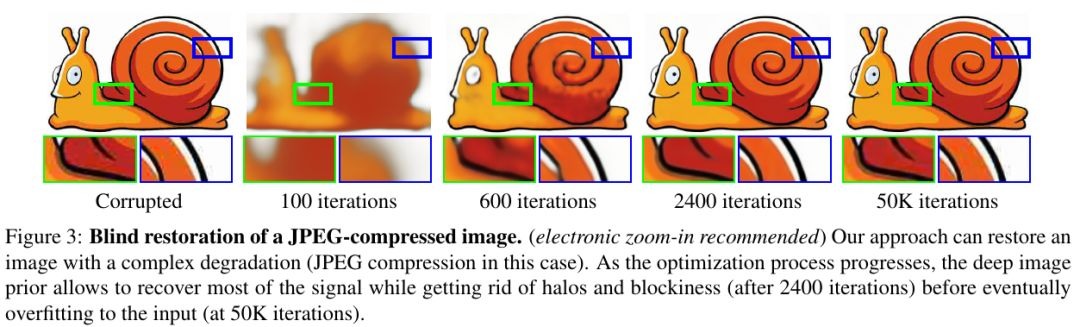 Corrupted 100 iterations 600 iterations 2400 iterations 50K iterations
Figure 3: Blind restoration of a JPEG-compressed image. (electronic zoom-in recommended) Our approach can restore an
image with a complex degradation (JPEG compression in this case). As the optimization process progresses, the deep image
prior allows to recover most of the signal while getting rid of halos and blockiness (after 2400 iterations) before eventually
overfitting to the input (at 50K iterations).